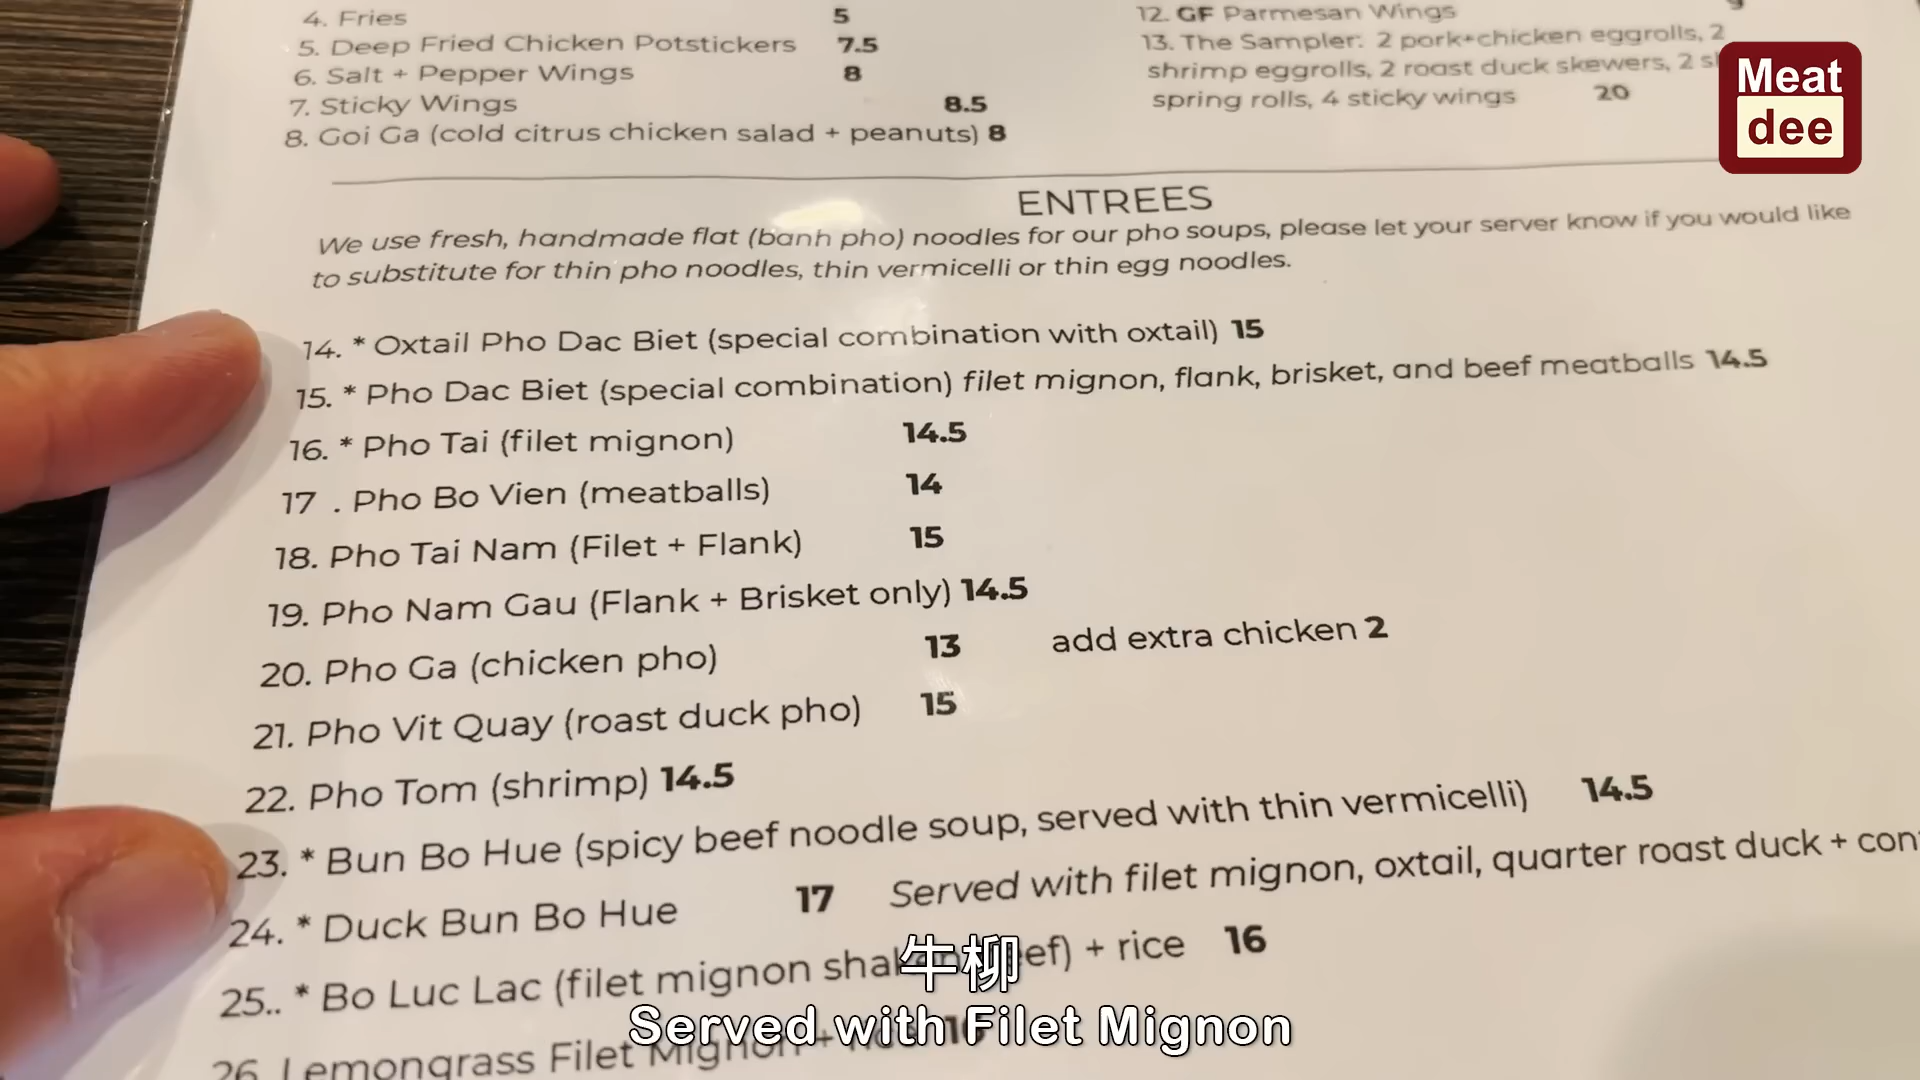 4. Fries 5
5. Deep Fried Chicken Potstickers 7.5
6. Salt + Pepper Wings 8
7. Sticky Wings 8.5
8. Goi Ga (cold citrus chicken salad + peanuts) 8
12. GF Parmesan Wings
13. The Sampler: 2 pork+chicken eggrolls, 2
shrimp eggrolls, 2 roast duck skewers, 2
spring rolls, 4 sticky wings 20
Meat
dee
ENTREES
We use fresh, handmade flat (banh pho) noodles for our pho soups, please let your server know if you would like
to substitute for thin pho noodles, thin vermicelli or thin egg noodles.
14. * Oxtail Pho Dac Biet (special combination with oxtail) 15
15. * Pho Dac Biet (special combination) filet mignon, flank, brisket, and beef meatballs 14.5
16. * Pho Tai (filet mignon) 14.5
17 . Pho Bo Vien (meatballs) 14
18. Pho Tai Nam (Filet + Flank) 15
19. Pho Nam Gau (Flank + Brisket only) 14.5
20. Pho Ga (chicken pho) 13 add extra chicken 2
21. Pho Vit Quay (roast duck pho) 15
22. Pho Tom (shrimp) 14.5
23. * Bun Bo Hue (spicy beef noodle soup, served with thin vermicelli) 14.5
24. * Duck Bun Bo Hue 17 Served with filet mignon, oxtail, quarter roast duck +
25.. * Bo Luc Lac (filet mignon + rice 16
26. Lemongrass Filet Mignon +
牛柳
Served with Filet Mignon